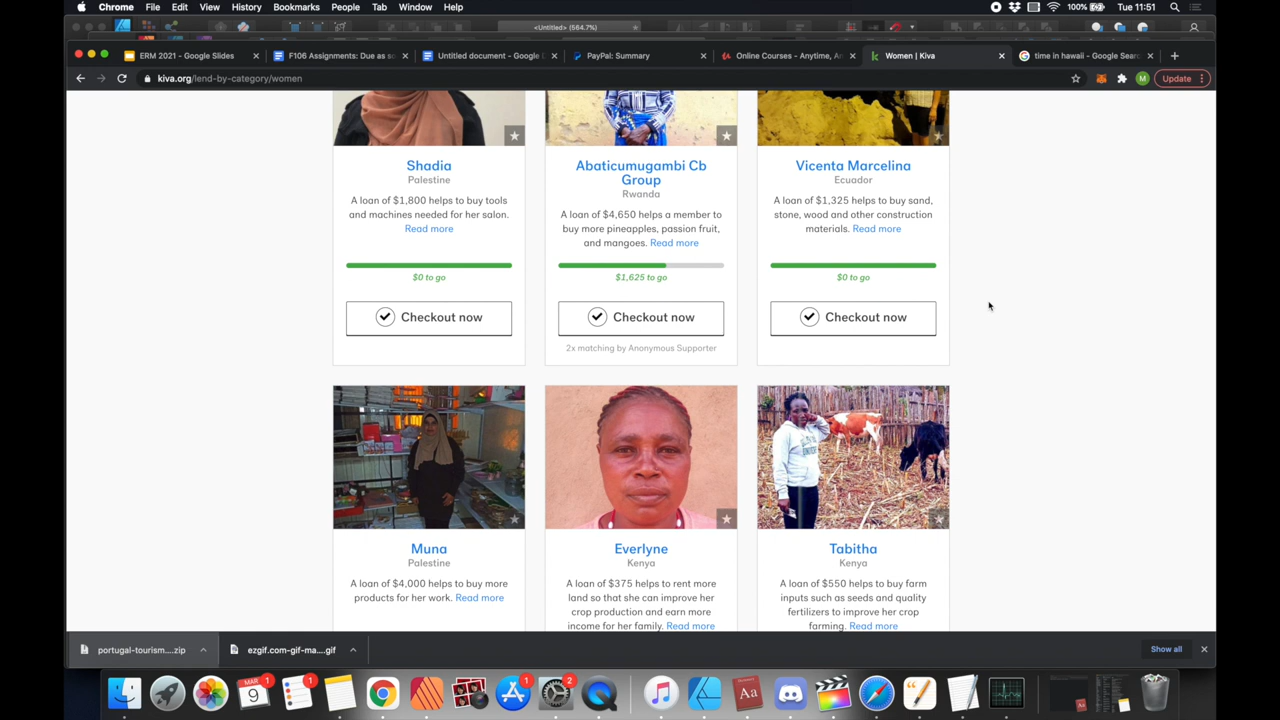 Chrome File Edit View History Bookmarks People Tab Window Help 100% Tue 11:51
<Untitled> (564.7%)
ERM 2021 - Google Slides
F106 Assignments: Due as s
Untitled document - Google
PayPal: Summary
Online Courses - Anytime, A
Women | Kiva
time in hawaii - Google Sear
kiva.org/lend-by-category/women
M
Update
Shadia
Palestine
A loan of $1,800 helps to buy tools
and machines needed for her salon.
Read more
$0 to go
Checkout now
Abaticumugambi Cb
Group
Rwanda
A loan of $4,650 helps a member to
buy more pineapples, passion fruit,
and mangoes. Read more
$1,625 to go
Checkout now
2x matching by Anonymous Supporter
Vicenta Marcelina
Ecuador
A loan of $1,325 helps to buy sand,
stone, wood and other construction
materials. Read more
$0 to go
Checkout now
Muna
Palestine
A loan of $4,000 helps to buy more
products for her work. Read more
Everlyne
Kenya
A loan of $375 helps to rent more
land so that she can improve her
crop production and earn more
income for her family. Read more
Tabitha
Kenya
A loan of $550 helps to buy farm
inputs such as seeds and quality
fertilizers to improve her crop
farming. Read more
portugal-tourism....zip
ezgif.com-gif-ma....gif
Show all
MAR
9
1
1
1
2
Aa